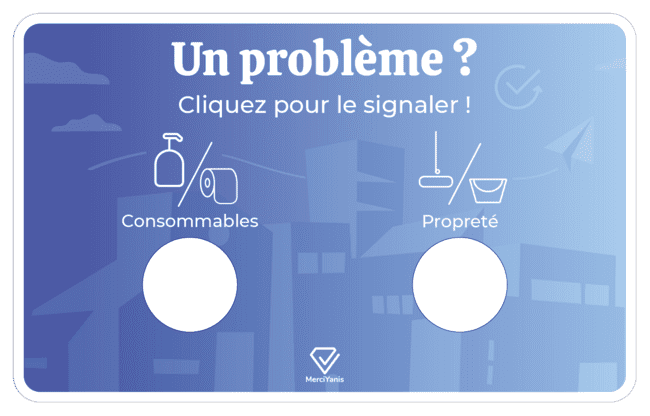 Un problème ?
Cliquez pour le signaler !
Consommables
Propreté
MerciYanis